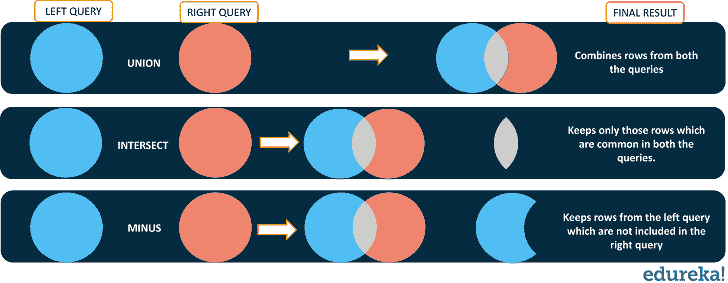 LEFT QUERY
RIGHT QUERY
FINAL RESULT
UNION
Combines rows from both
the queries
INTERSECT
Keeps only those rows which
are common in both the
queries.
MINUS
Keeps rows from the left query
which are not included in the
right query
edureka!